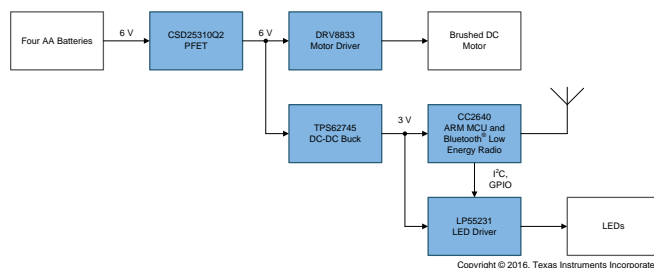 Four AA Batteries
6 V
CSD25310Q2
PFET
6 V
DRV8833
Motor Driver
Brushed DC
Motor
TPS62745
DC-DC Buck
3 V
CC2640
ARM MCU and
Bluetooth® Low
Energy Radio
I²C,
GPIO
LP55231
LED Driver
LEDs
Copyright © 2016, Texas Instruments Incorporate